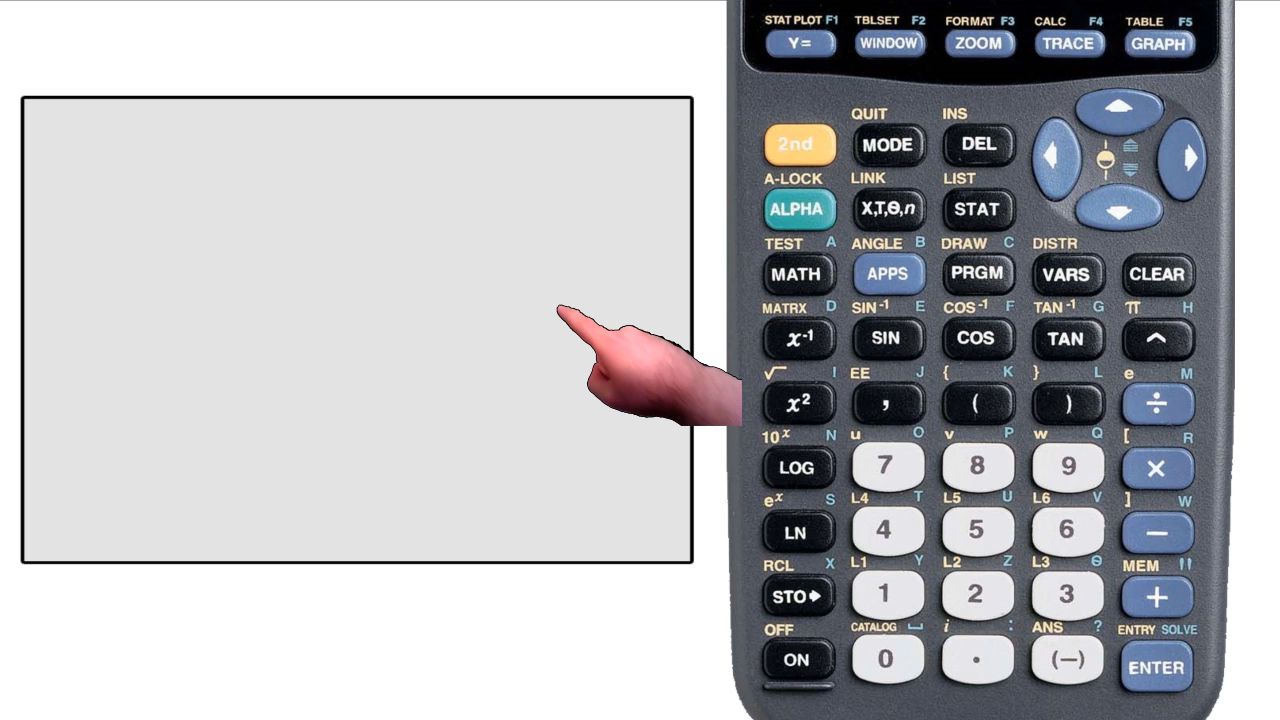 STAT PLOT F1 TBLSET F2 FORMAT F3 CALC F4 TABLE F5
Y= WINDOW ZOOM TRACE GRAPH
QUIT INS
2nd MODE DEL
A-LOCK LINK LIST
ALPHA X,T,Θ,n STAT
TEST A ANGLE B DRAW C DISTR
MATH APPS PRGM VARS CLEAR
MATRX D SIN⁻¹ E COS⁻¹ F TAN⁻¹ G π H
x⁻¹ SIN COS TAN ^
√ I EE J { K } L e M
x² , ( ) ÷
10ˣ N u O v P w Q [ R
LOG 7 8 9 ×
eˣ S L4 T L5 U L6 V ] W
LN 4 5 6 −
RCL X L1 Y L2 Z L3 Θ MEM "
STO 1 2 3 +
OFF CATALOG ⎵ i : ANS ? ENTRY SOLVE
ON 0 . (−) ENTER